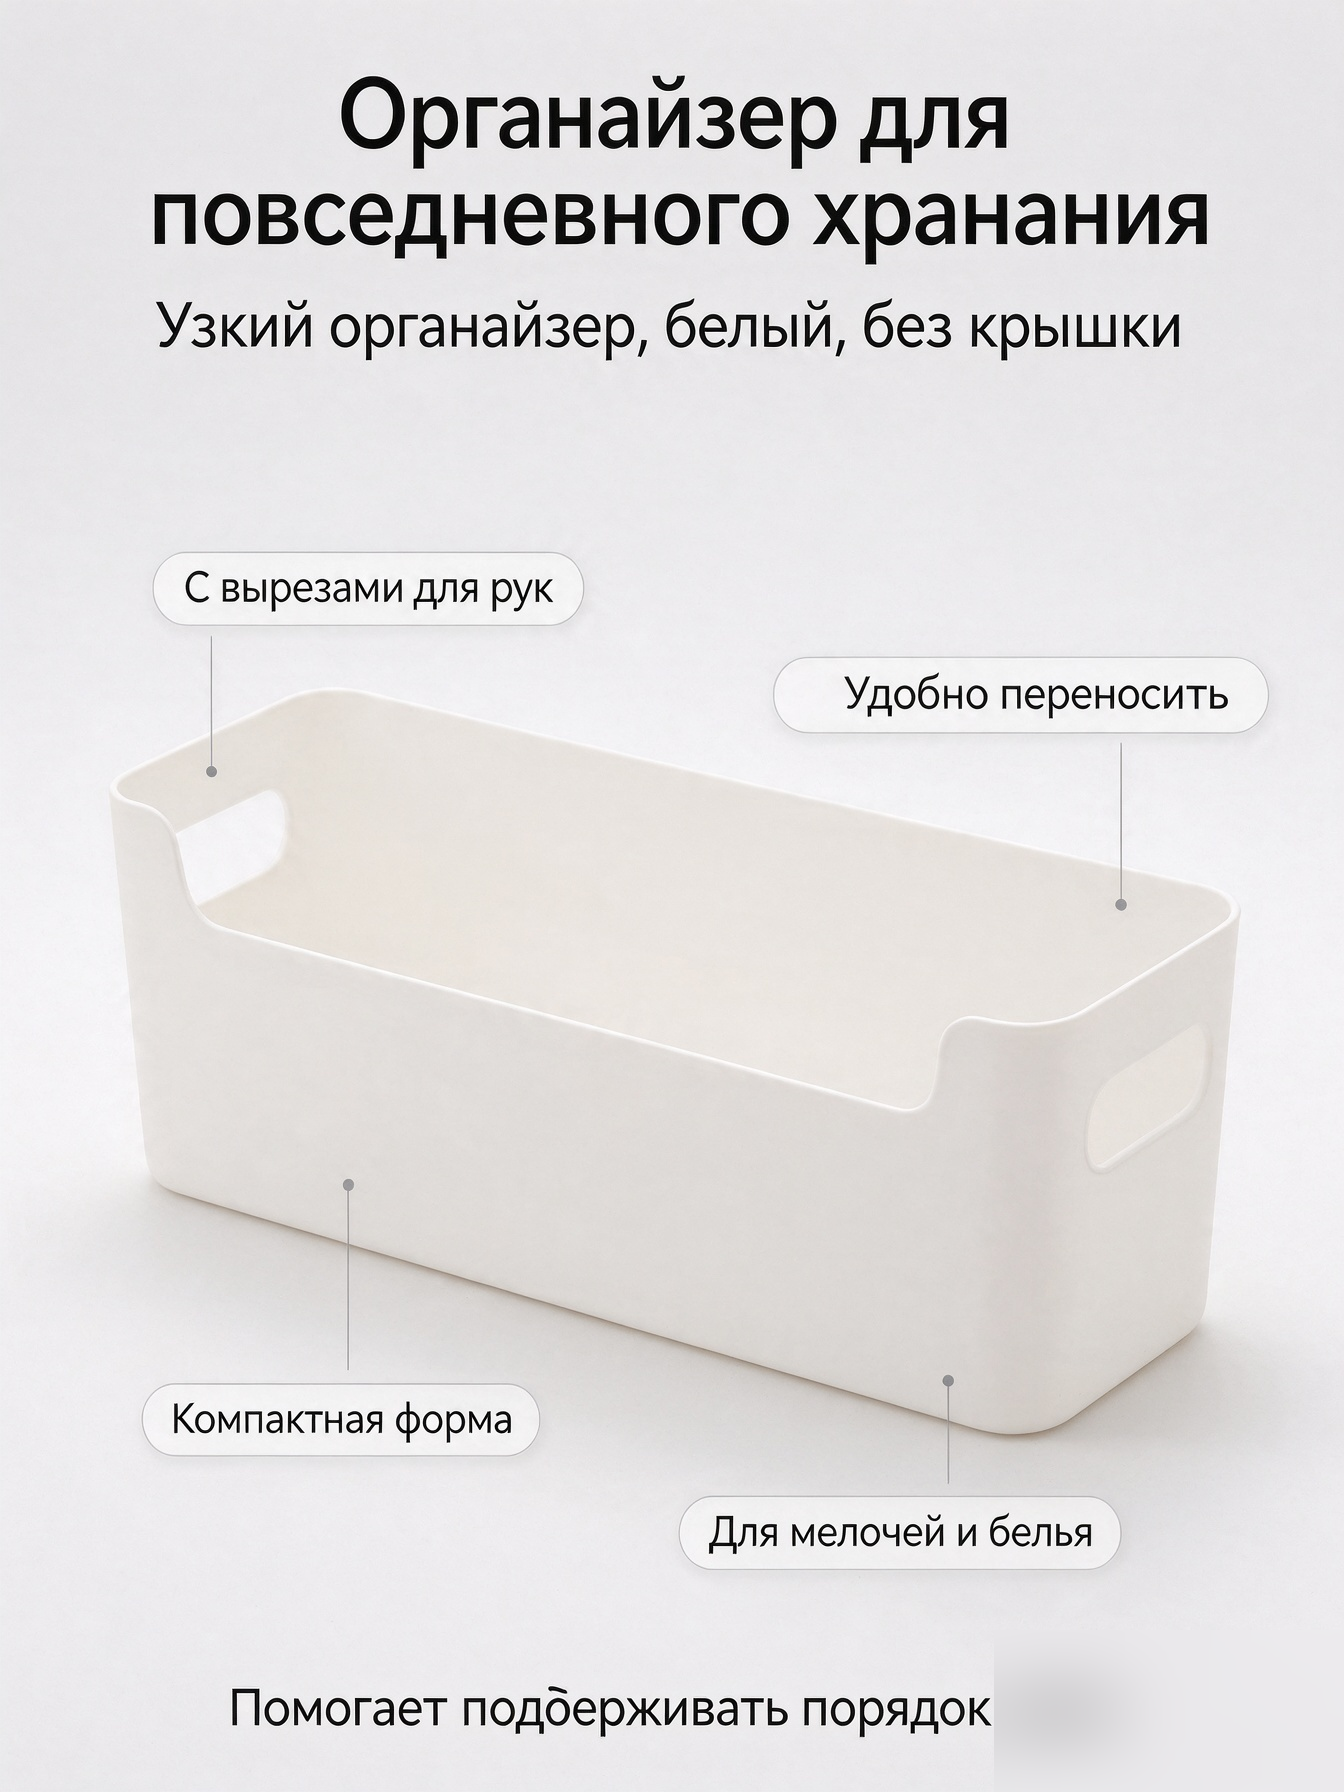 Органайзер для
повседневного хранания
Узкий органайзер, белый, без крышки
С вырезами для рук
Удобно переносить
Компактная форма
Для мелочей и белья
Помогает подберживать порядок